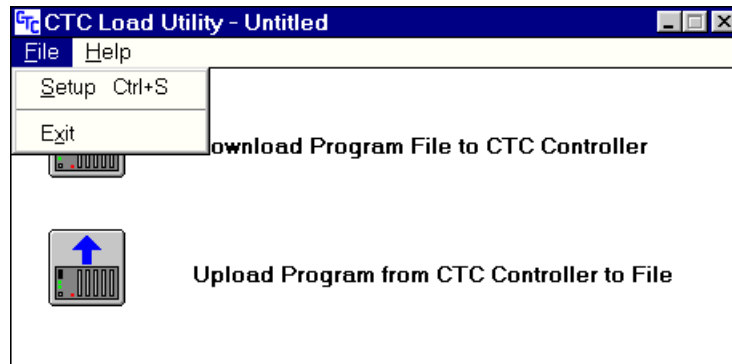 CTC CTC Load Utility - Untitled
File Help
Setup Ctrl+S
Exit
ownload Program File to CTC Controller
Upload Program from CTC Controller to File